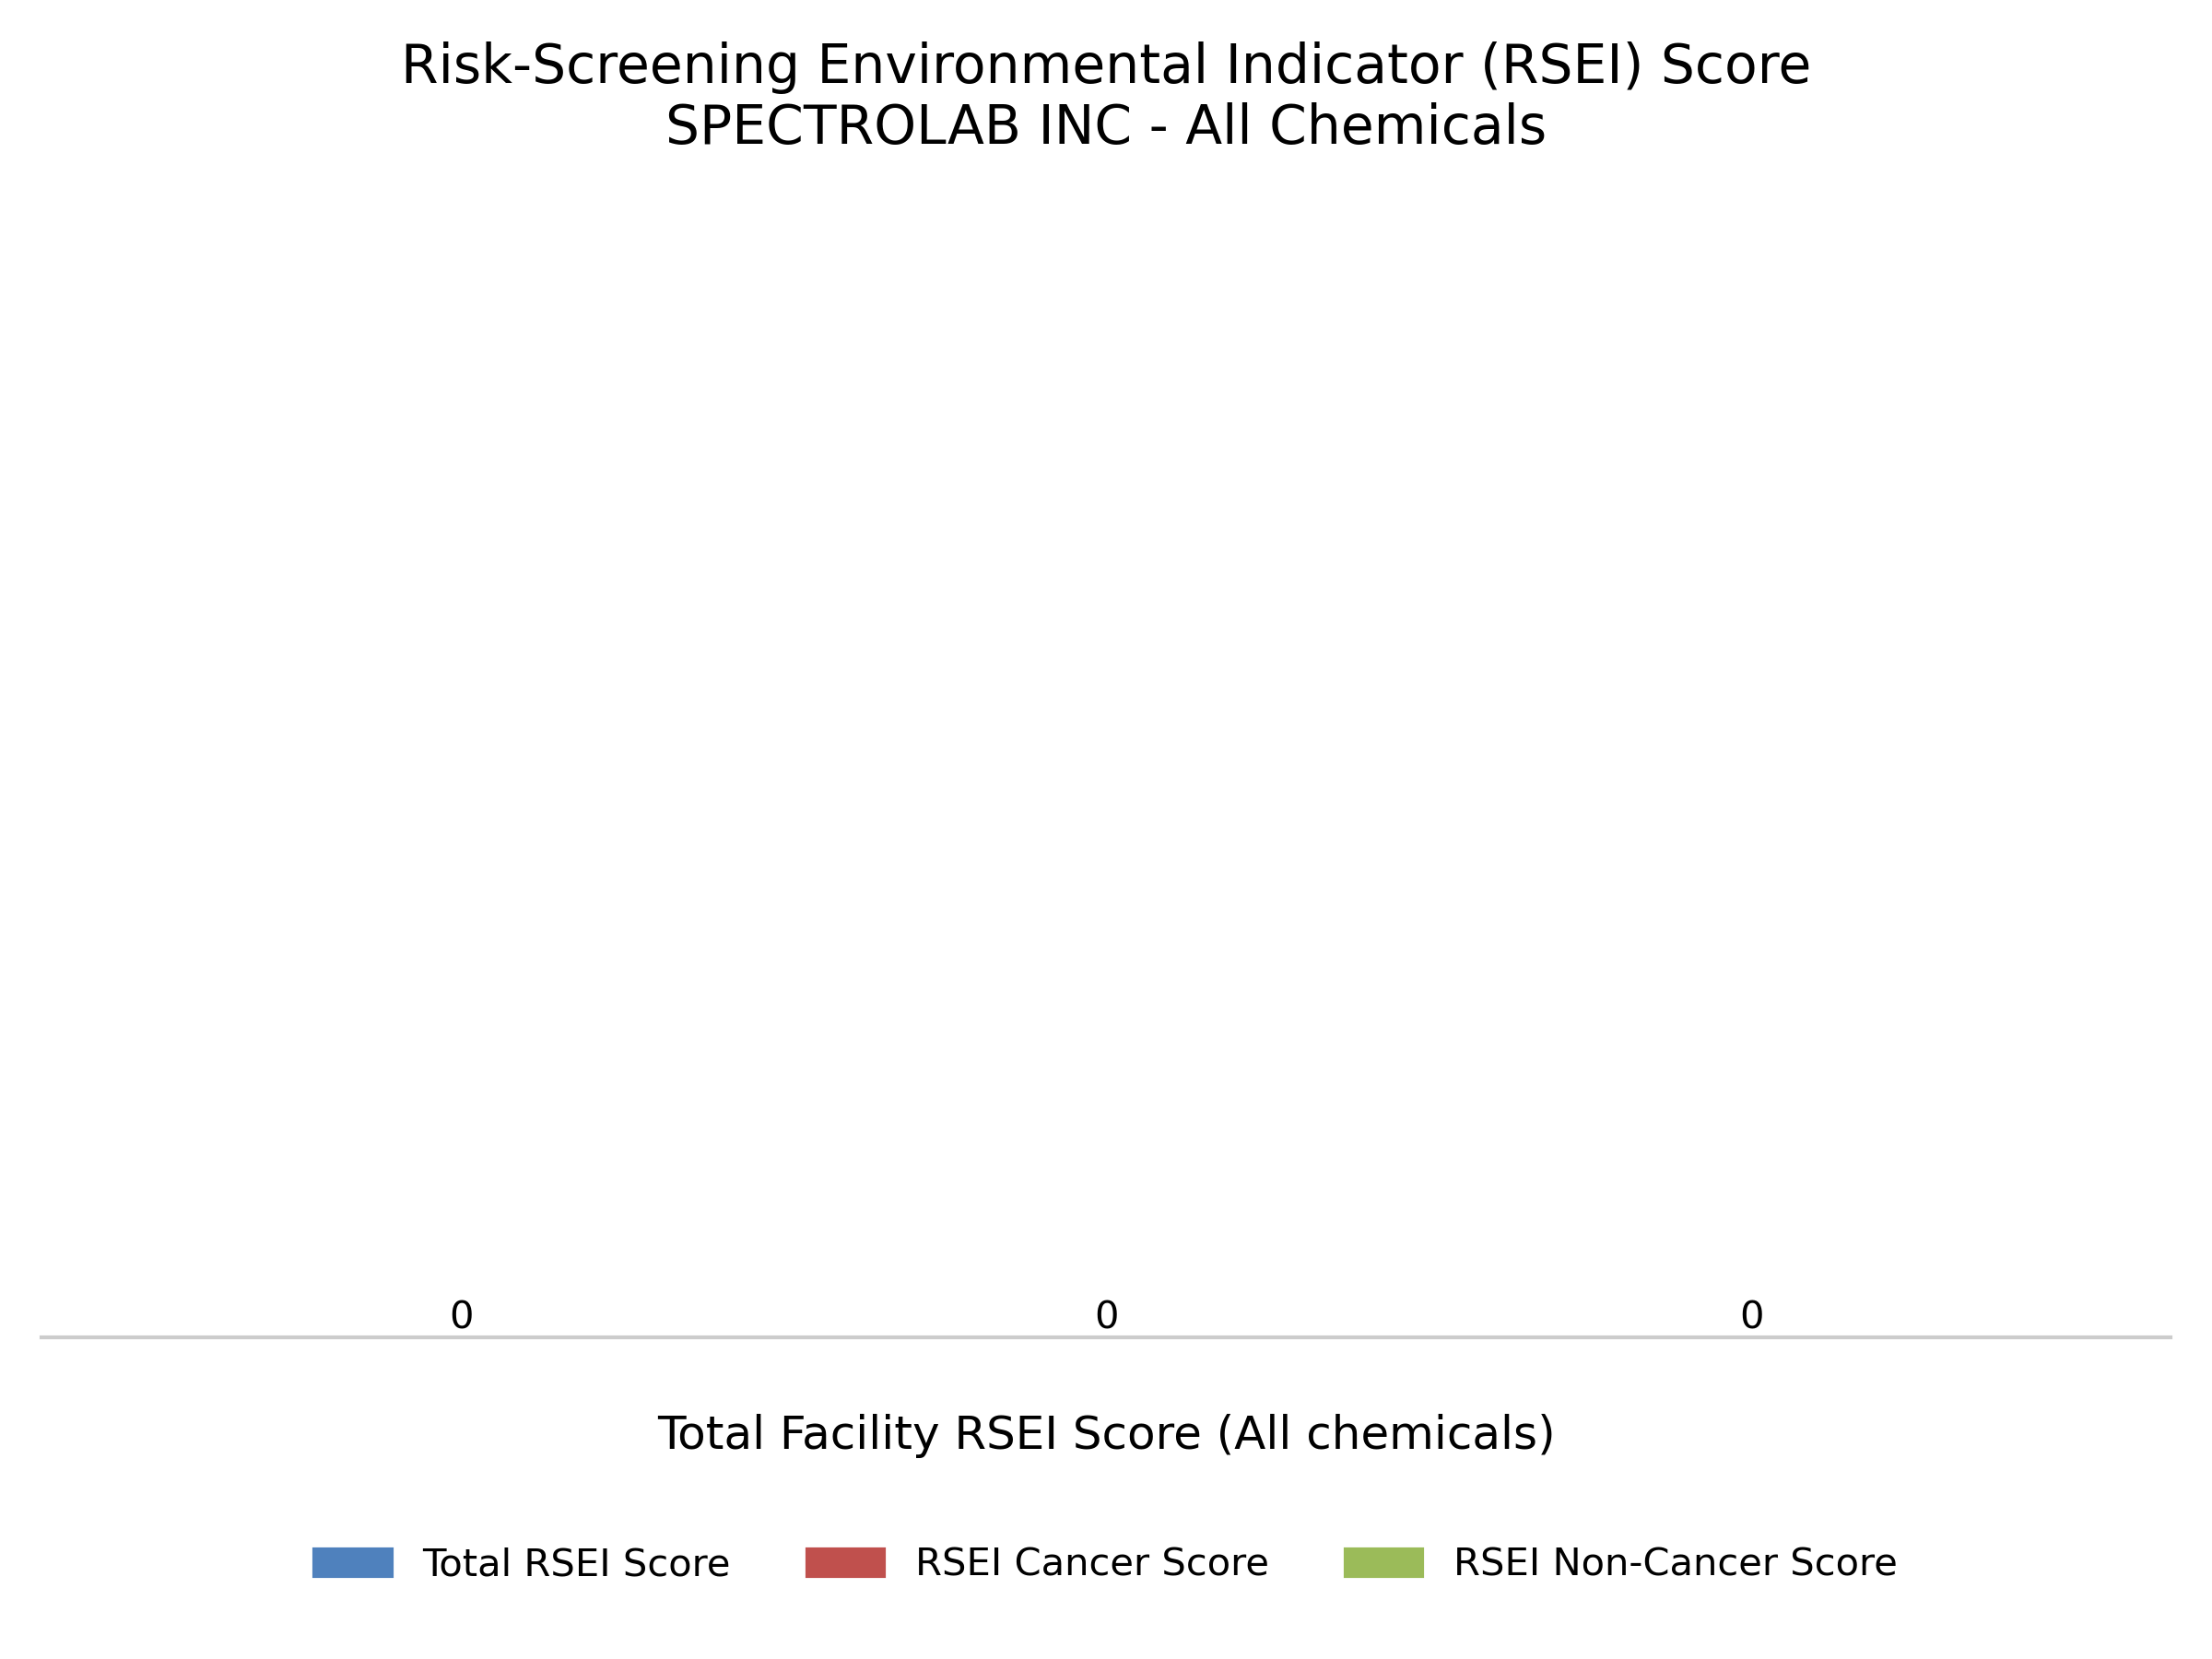 Risk-Screening Environmental Indicator (RSEI) Score
SPECTROLAB INC - All Chemicals
0 0 0
Total Facility RSEI Score (All chemicals)
Total RSEI Score RSEI Cancer Score RSEI Non-Cancer Score